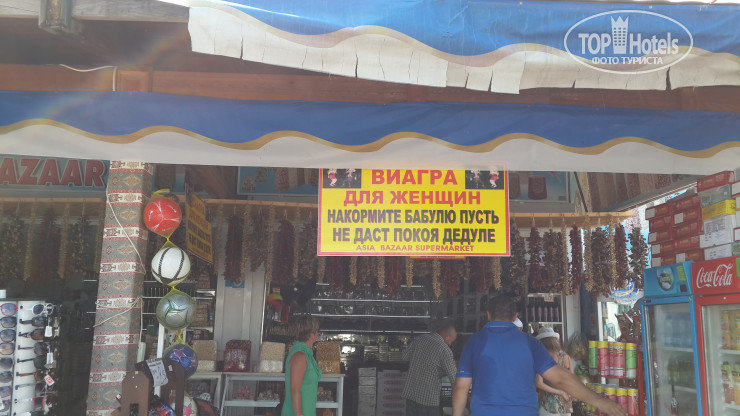 TOP Hotels
ФОТО ТУРИСТА
BAZAAR
ВИАГРА
ДЛЯ ЖЕНЩИН
НАКОРМИТЕ БАБУЛЮ ПУСТЬ
НЕ ДАСТ ПОКОЯ ДЕДУЛЕ
ASIA BAZAAR SUPERMARKET
Coca-Cola